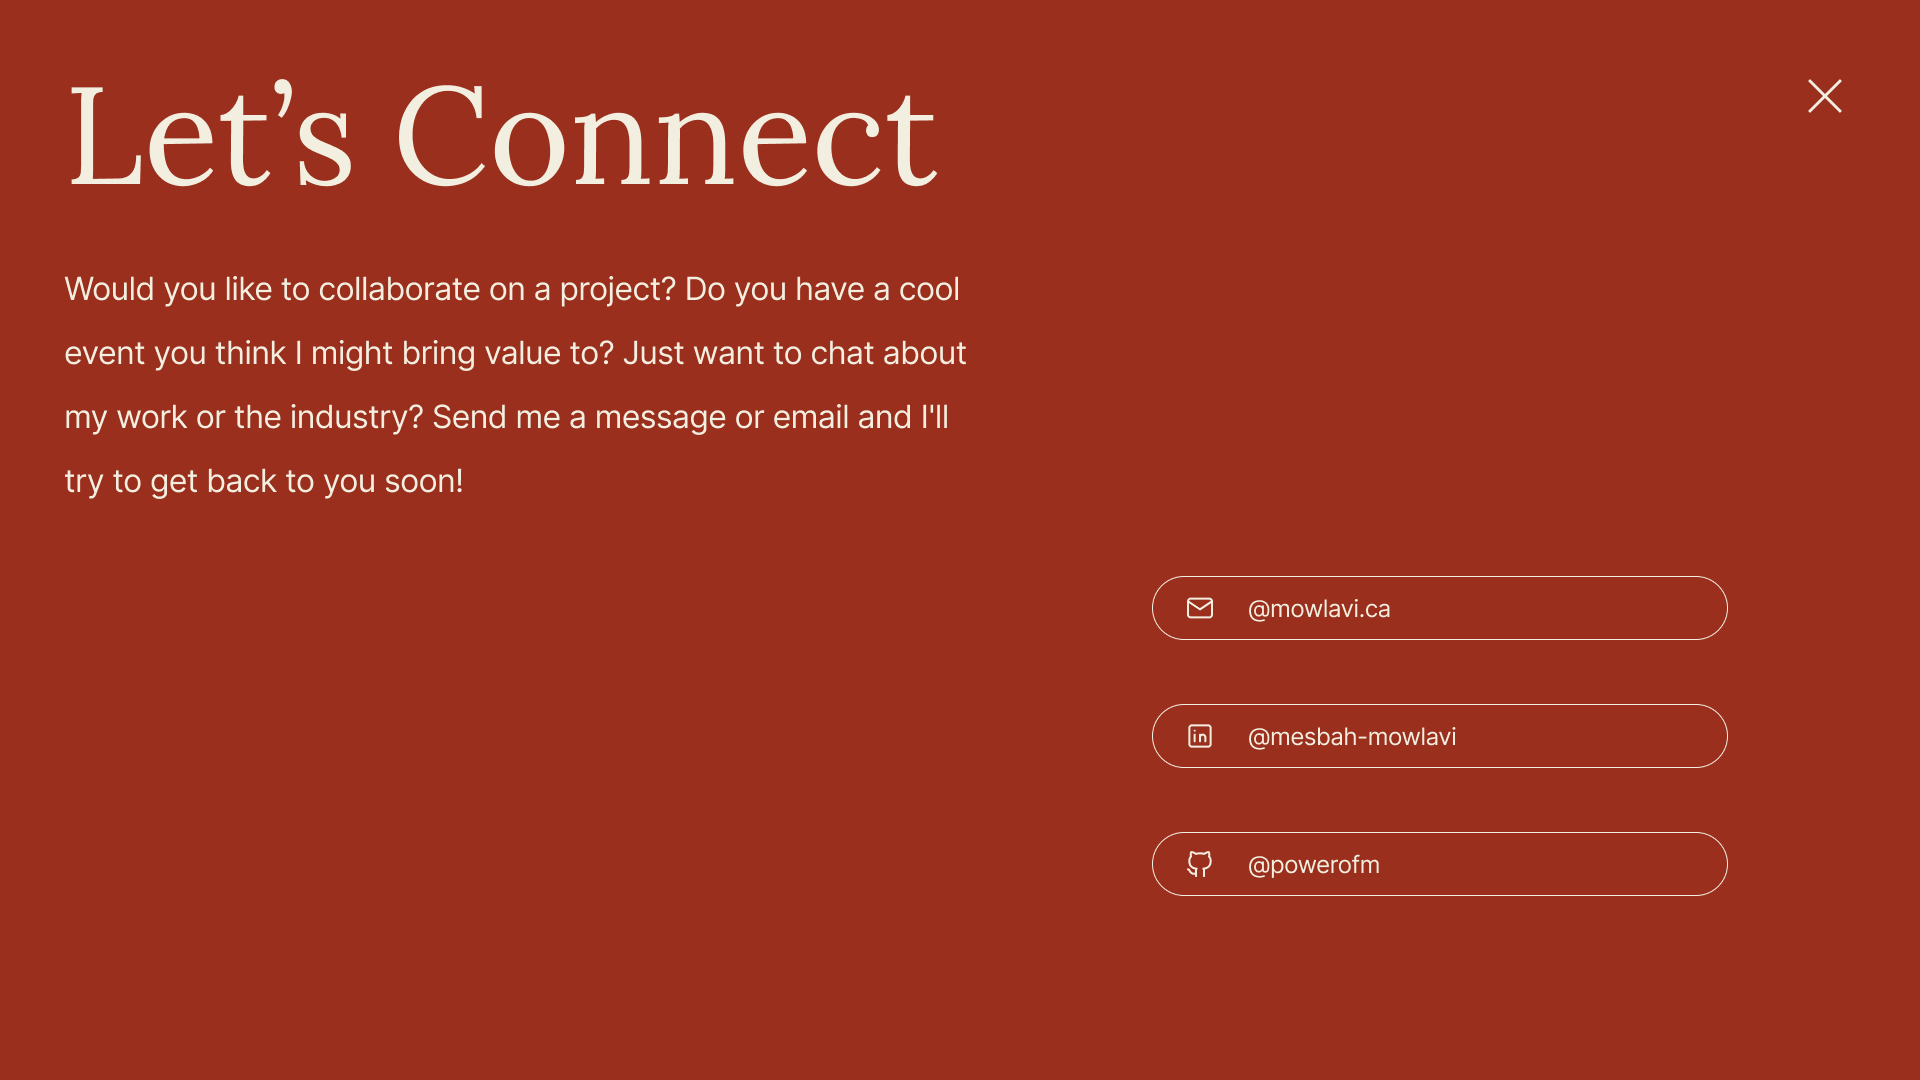 Let’s Connect
Would you like to collaborate on a project? Do you have a cool
event you think I might bring value to? Just want to chat about
my work or the industry? Send me a message or email and I'll
try to get back to you soon!
@mowlavi.ca
@mesbah-mowlavi
@powerofm